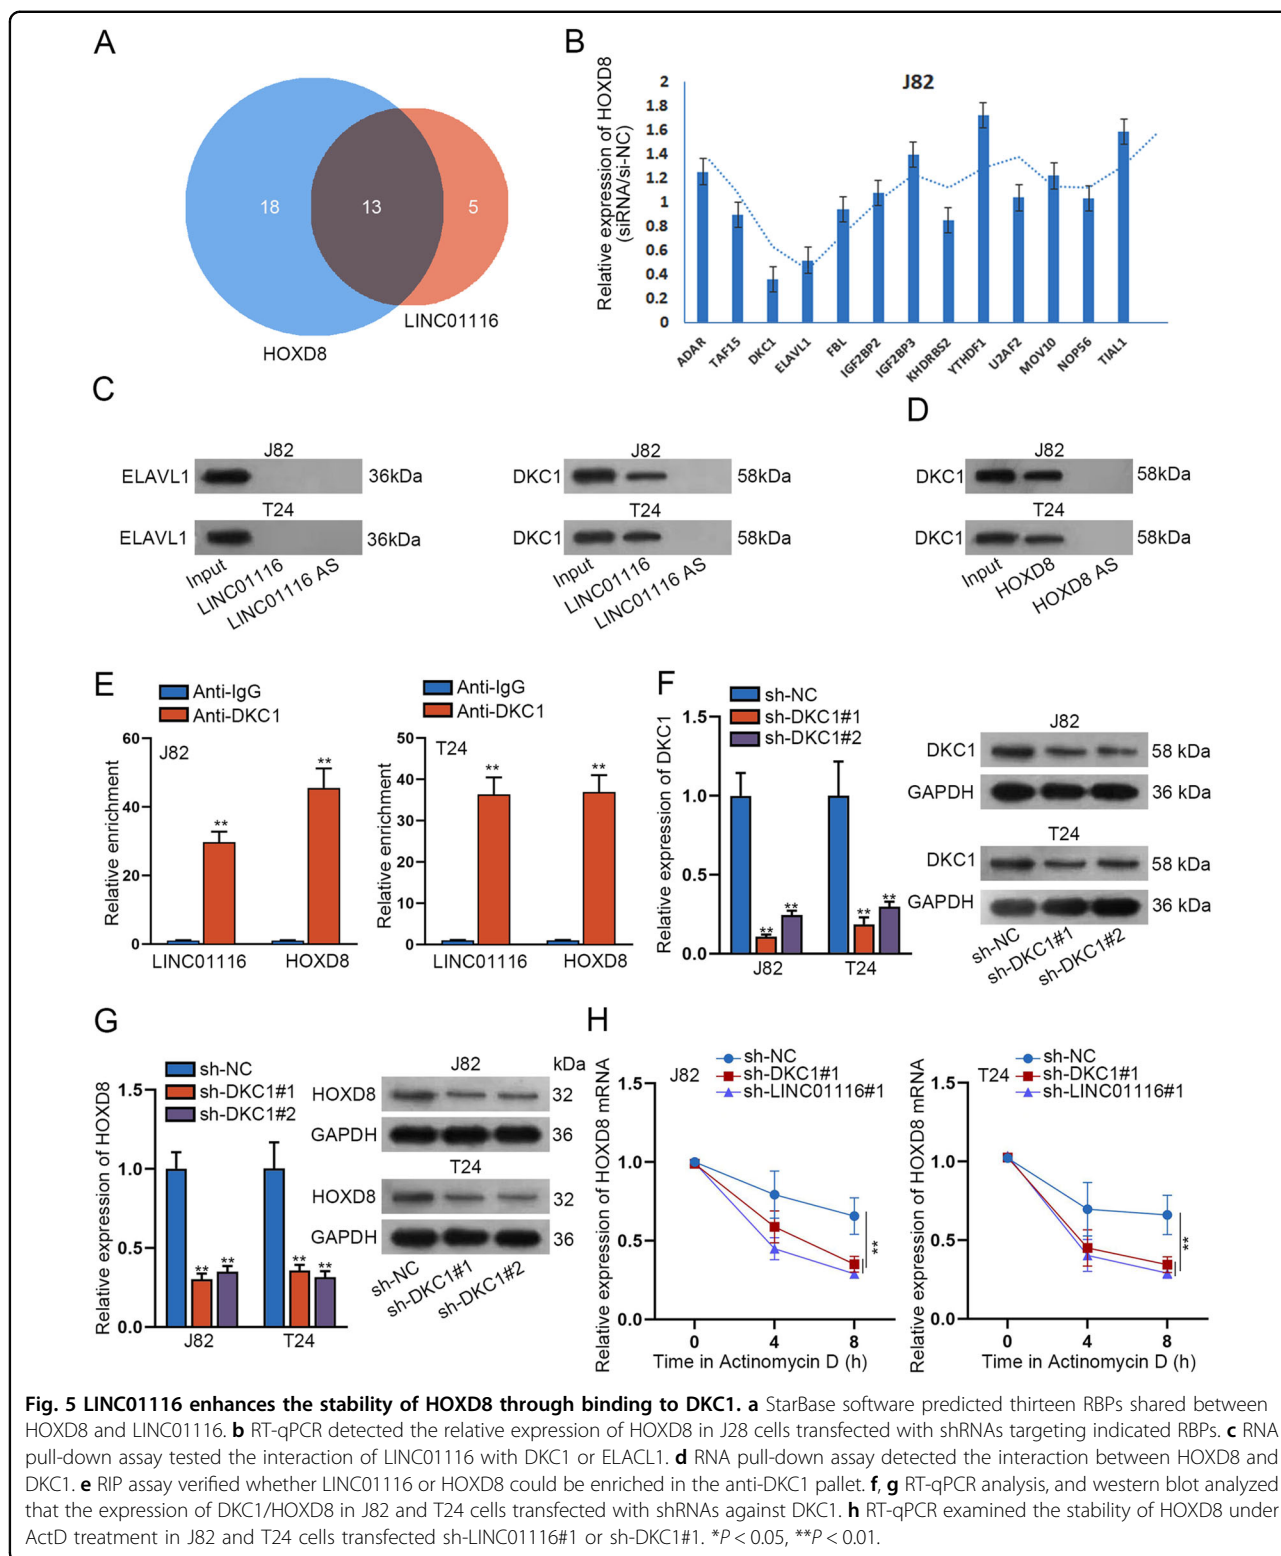 A
18
13
5
LINC01116
HOXD8
B
J82
Relative expression of HOXD8
(siRNA/si-NC)
2
1.8
1.6
1.4
1.2
1
0.8
0.6
0.4
0.2
0
ADAR
TAF15
DKC1
ELAVL1
FBL
IGF2BP2
IGF2BP3
KHDRBS2
YTHDF1
U2AF2
MOV10
NOP56
TIAL1
C
J82
ELAVL1
36kDa
T24
ELAVL1
36kDa
Input
LINC01116
LINC01116 AS
J82
DKC1
58kDa
T24
DKC1
58kDa
Input
LINC01116
LINC01116 AS
D
J82
DKC1
58kDa
T24
DKC1
58kDa
Input
HOXD8
HOXD8 AS
E
Anti-IgG
Anti-DKC1
J82
Relative enrichment
60
40
20
0
**
**
LINC01116
HOXD8
Anti-IgG
Anti-DKC1
T24
Relative enrichment
50
40
30
20
10
0
**
**
LINC01116
HOXD8
F
sh-NC
sh-DKC1#1
sh-DKC1#2
Relative expression of DKC1
1.5
1.0
0.5
0.0
**
**
**
**
J82
T24
J82
DKC1
58 kDa
GAPDH
36 kDa
T24
DKC1
58 kDa
GAPDH
36 kDa
sh-NC
sh-DKC1#1
sh-DKC1#2
G
sh-NC
sh-DKC1#1
sh-DKC1#2
Relative expression of HOXD8
1.5
1.0
0.5
0.0
**
**
**
**
J82
T24
J82
kDa
HOXD8
32
GAPDH
36
T24
HOXD8
32
GAPDH
36
sh-NC
sh-DKC1#1
sh-DKC1#2
H
J82
sh-NC
sh-DKC1#1
sh-LINC01116#1
Relative expression of HOXD8 mRNA
1.5
1.0
0.5
0.0
**
0
4
8
Time in Actinomycin D (h)
T24
sh-NC
sh-DKC1#1
sh-LINC01116#1
Relative expression of HOXD8 mRNA
1.5
1.0
0.5
0.0
**
0
4
8
Time in Actinomycin D (h)
Fig. 5 LINC01116 enhances the stability of HOXD8 through binding to DKC1. a StarBase software predicted thirteen RBPs shared between
HOXD8 and LINC01116. b RT-qPCR detected the relative expression of HOXD8 in J28 cells transfected with shRNAs targeting indicated RBPs. c RNA
pull-down assay tested the interaction of LINC01116 with DKC1 or ELACL1. d RNA pull-down assay detected the interaction between HOXD8 and
DKC1. e RIP assay verified whether LINC01116 or HOXD8 could be enriched in the anti-DKC1 pallet. f, g RT-qPCR analysis, and western blot analyzed
that the expression of DKC1/HOXD8 in J82 and T24 cells transfected with shRNAs against DKC1. h RT-qPCR examined the stability of HOXD8 under
ActD treatment in J82 and T24 cells transfected sh-LINC01116#1 or sh-DKC1#1. *P < 0.05, **P < 0.01.